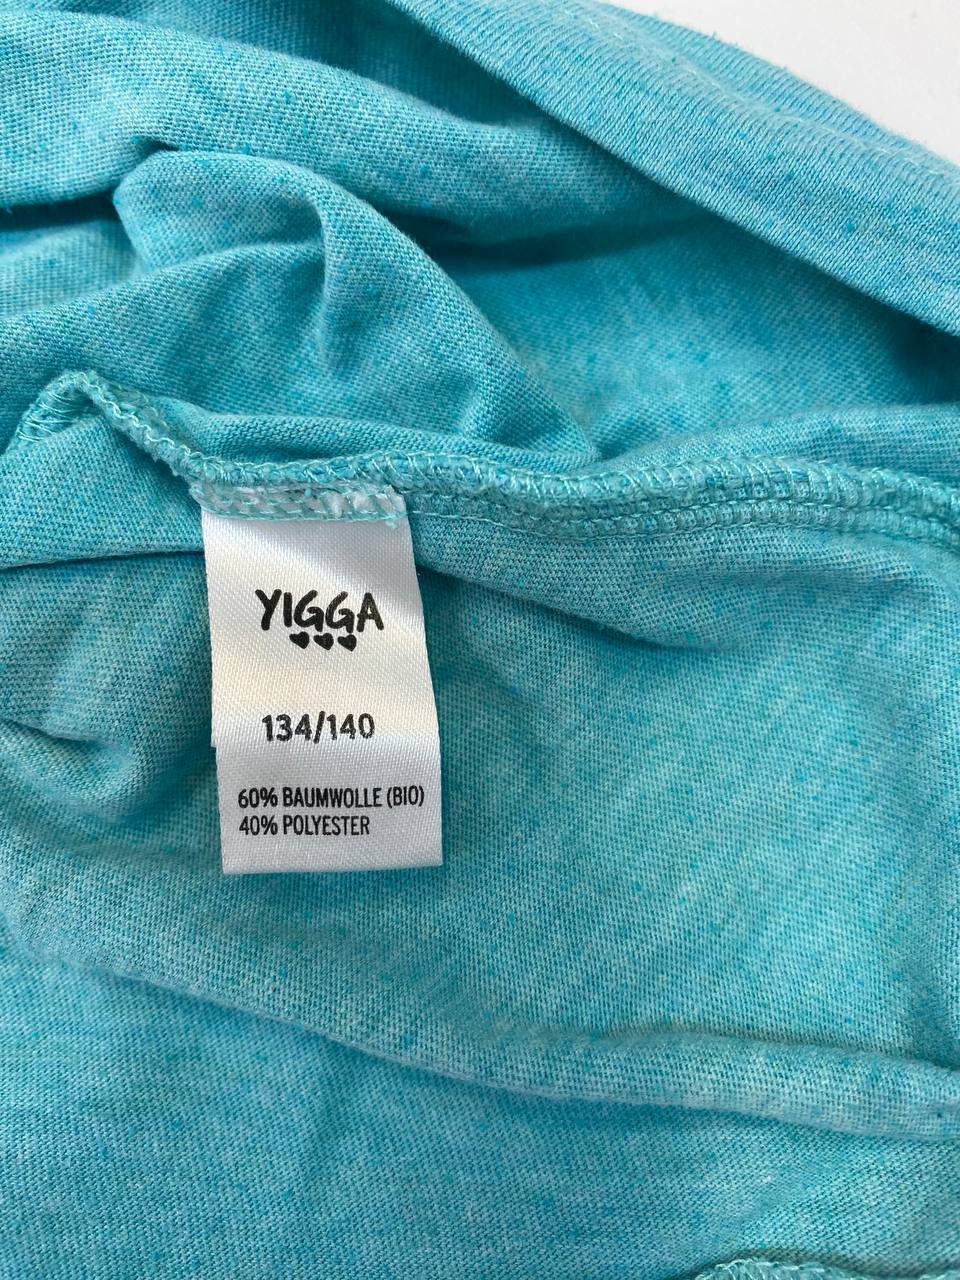 YIGGA
134/140
60% BAUMWOLLE (BIO)
40% POLYESTER